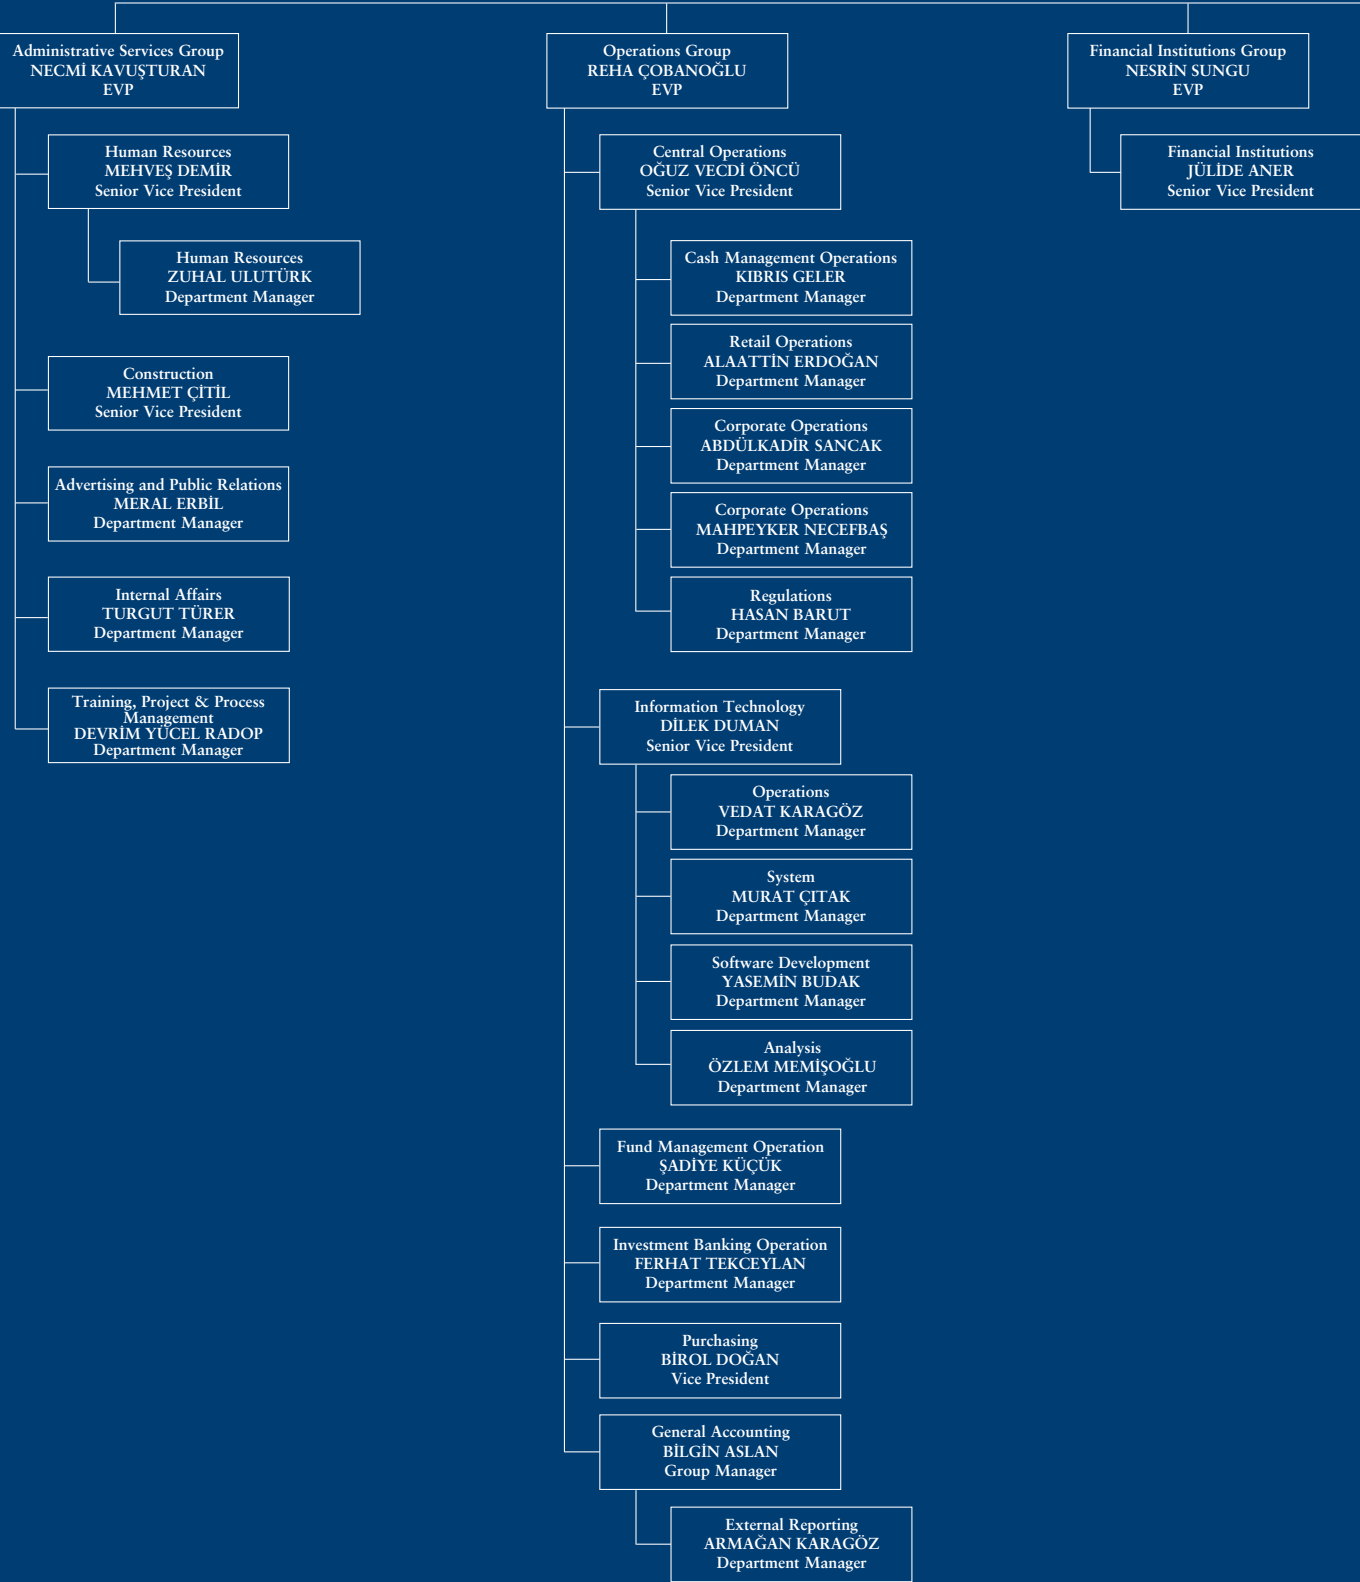 Administrative Services Group
NECMİ KAVUŞTURAN
EVP
Human Resources
MEHVEŞ DEMİR
Senior Vice President
Human Resources
ZUHAL ULUTÜRK
Department Manager
Construction
MEHMET ÇİTİL
Senior Vice President
Advertising and Public Relations
MERAL ERBİL
Department Manager
Internal Affairs
TURGUT TÜRER
Department Manager
Training, Project & Process
Management
DEVRİM YÜCEL RADOP
Department Manager
Operations Group
REHA ÇOBANOĞLU
EVP
Central Operations
OĞUZ VECDİ ÖNCÜ
Senior Vice President
Cash Management Operations
KIBRIS GELER
Department Manager
Retail Operations
ALAATTİN ERDOĞAN
Department Manager
Corporate Operations
ABDÜLKADİR SANCAK
Department Manager
Corporate Operations
MAHPEYKER NECEFBAŞ
Department Manager
Regulations
HASAN BARUT
Department Manager
Information Technology
DİLEK DUMAN
Senior Vice President
Operations
VEDAT KARAGÖZ
Department Manager
System
MURAT ÇITAK
Department Manager
Software Development
YASEMİN BUDAK
Department Manager
Analysis
ÖZLEM MEMİŞOĞLU
Department Manager
Fund Management Operation
ŞADİYE KÜÇÜK
Department Manager
Investment Banking Operation
FERHAT TEKCEYLAN
Department Manager
Purchasing
BİROL DOĞAN
Vice President
General Accounting
BİLGİN ASLAN
Group Manager
External Reporting
ARMAĞAN KARAGÖZ
Department Manager
Financial Institutions Group
NESRİN SUNGU
EVP
Financial Institutions
JÜLİDE ANER
Senior Vice President